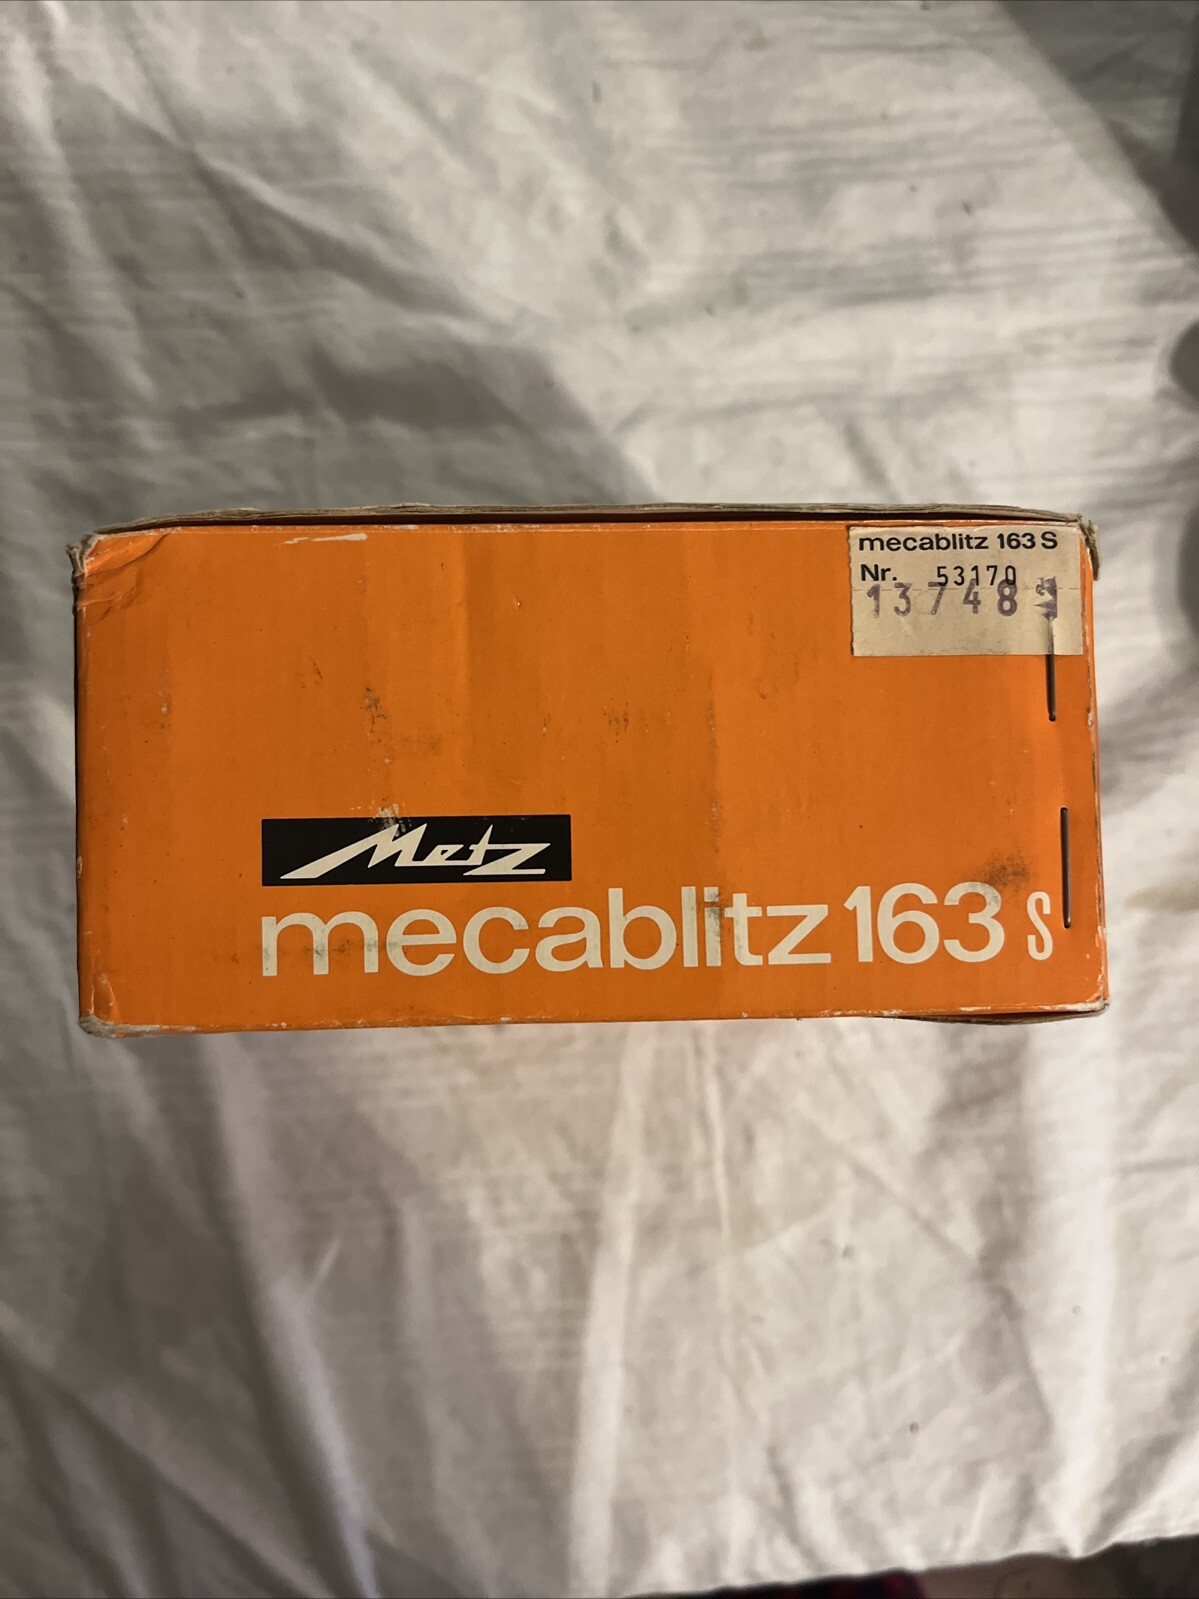 mecablitz 163 S
Nr. 53170
13748
Metz
mecablitz 163 s